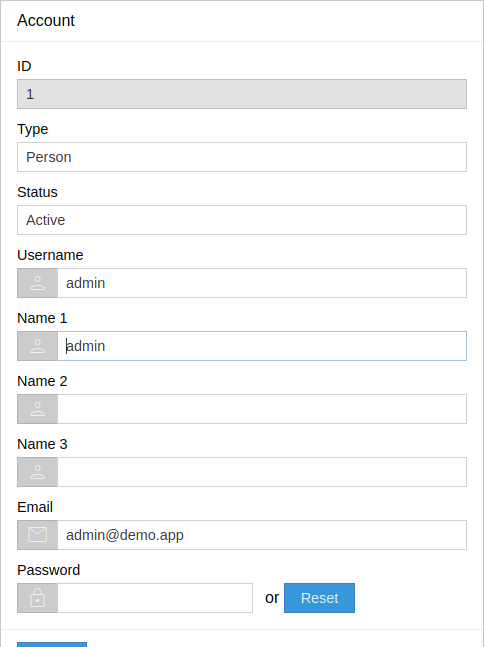 Account
ID
1
Type
Person
Status
Active
Username
admin
Name 1
admin
Name 2
Name 3
Email
admin@demo.app
Password
or Reset